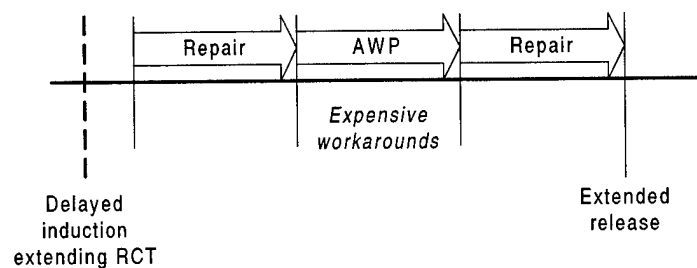 Repair AWP Repair
Expensive
workarounds
Delayed
induction
extending RCT
Extended
release